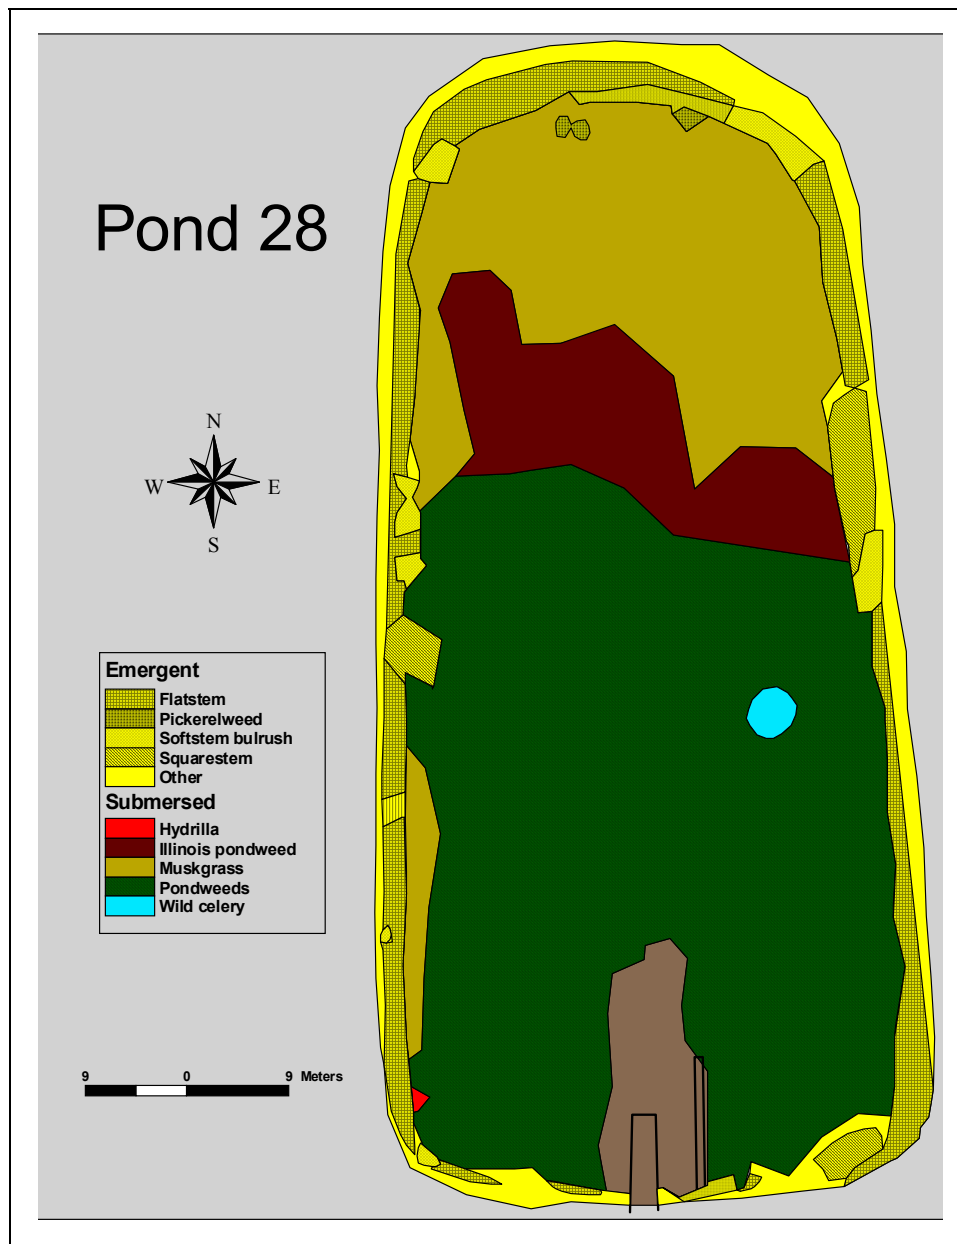 Pond 28
N
W E
S
Emergent
Flatstem
Pickerelweed
Softstem bulrush
Squarestem
Other
Submersed
Hydrilla
Illinois pondweed
Muskgrass
Pondweeds
Wild celery
9 0 9 Meters